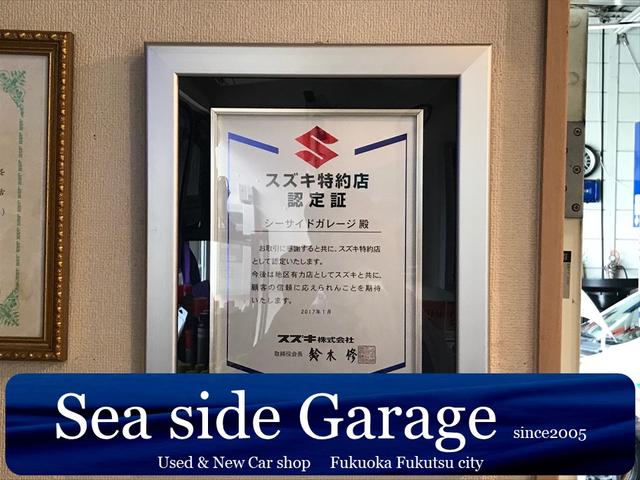 スズキ特約店
認定証
シーサイドガレージ 殿
お取引に感謝すると共に、スズキ特約店
として認定いたします。
今後は地区有力店としてスズキと共に、
顧客の信頼に応えられんことを期待
いたします。
2017年1月
スズキ株式会社
取締役会長 鈴木 修
Sea side Garage since2005
Used & New Car shop Fukuoka Fukutsu city